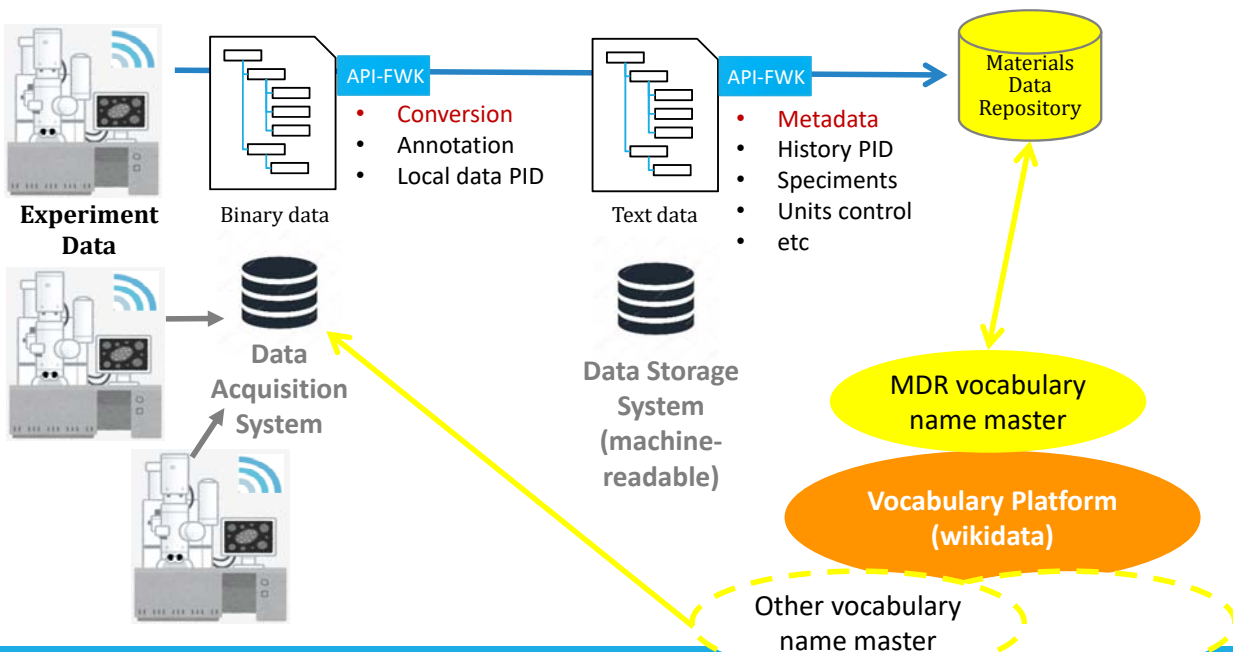 Experiment
Data
Binary data
API-FWK
• Conversion
• Annotation
• Local data PID
Text data
API-FWK
• Metadata
• History PID
• Speciments
• Units control
• etc
Materials
Data
Repository
Data
Acquisition
System
Data Storage
System
(machine-
readable)
MDR vocabulary
name master
Vocabulary Platform
(wikidata)
Other vocabulary
name master